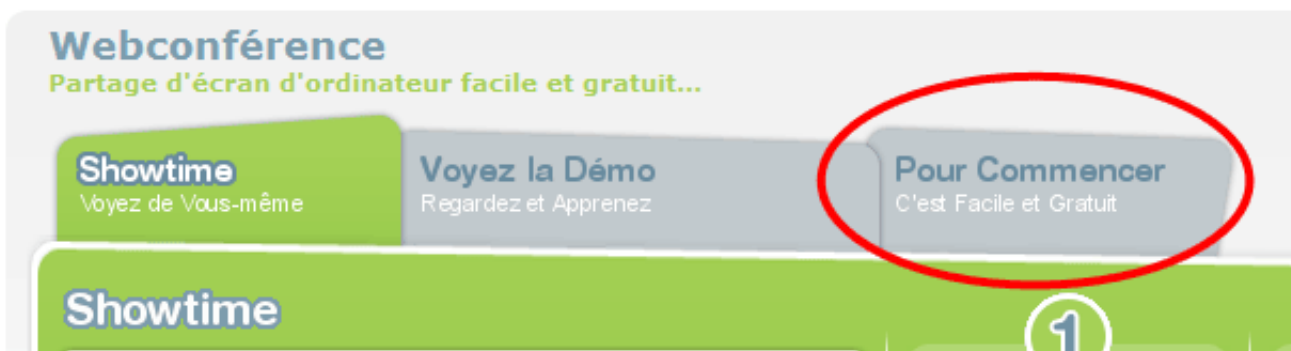 Webconférence
Partage d'écran d'ordinateur facile et gratuit...
Showtime
Voyez de Vous-même
Voyez la Démo
Regardez et Apprenez
Pour Commencer
C'est Facile et Gratuit
Showtime
1